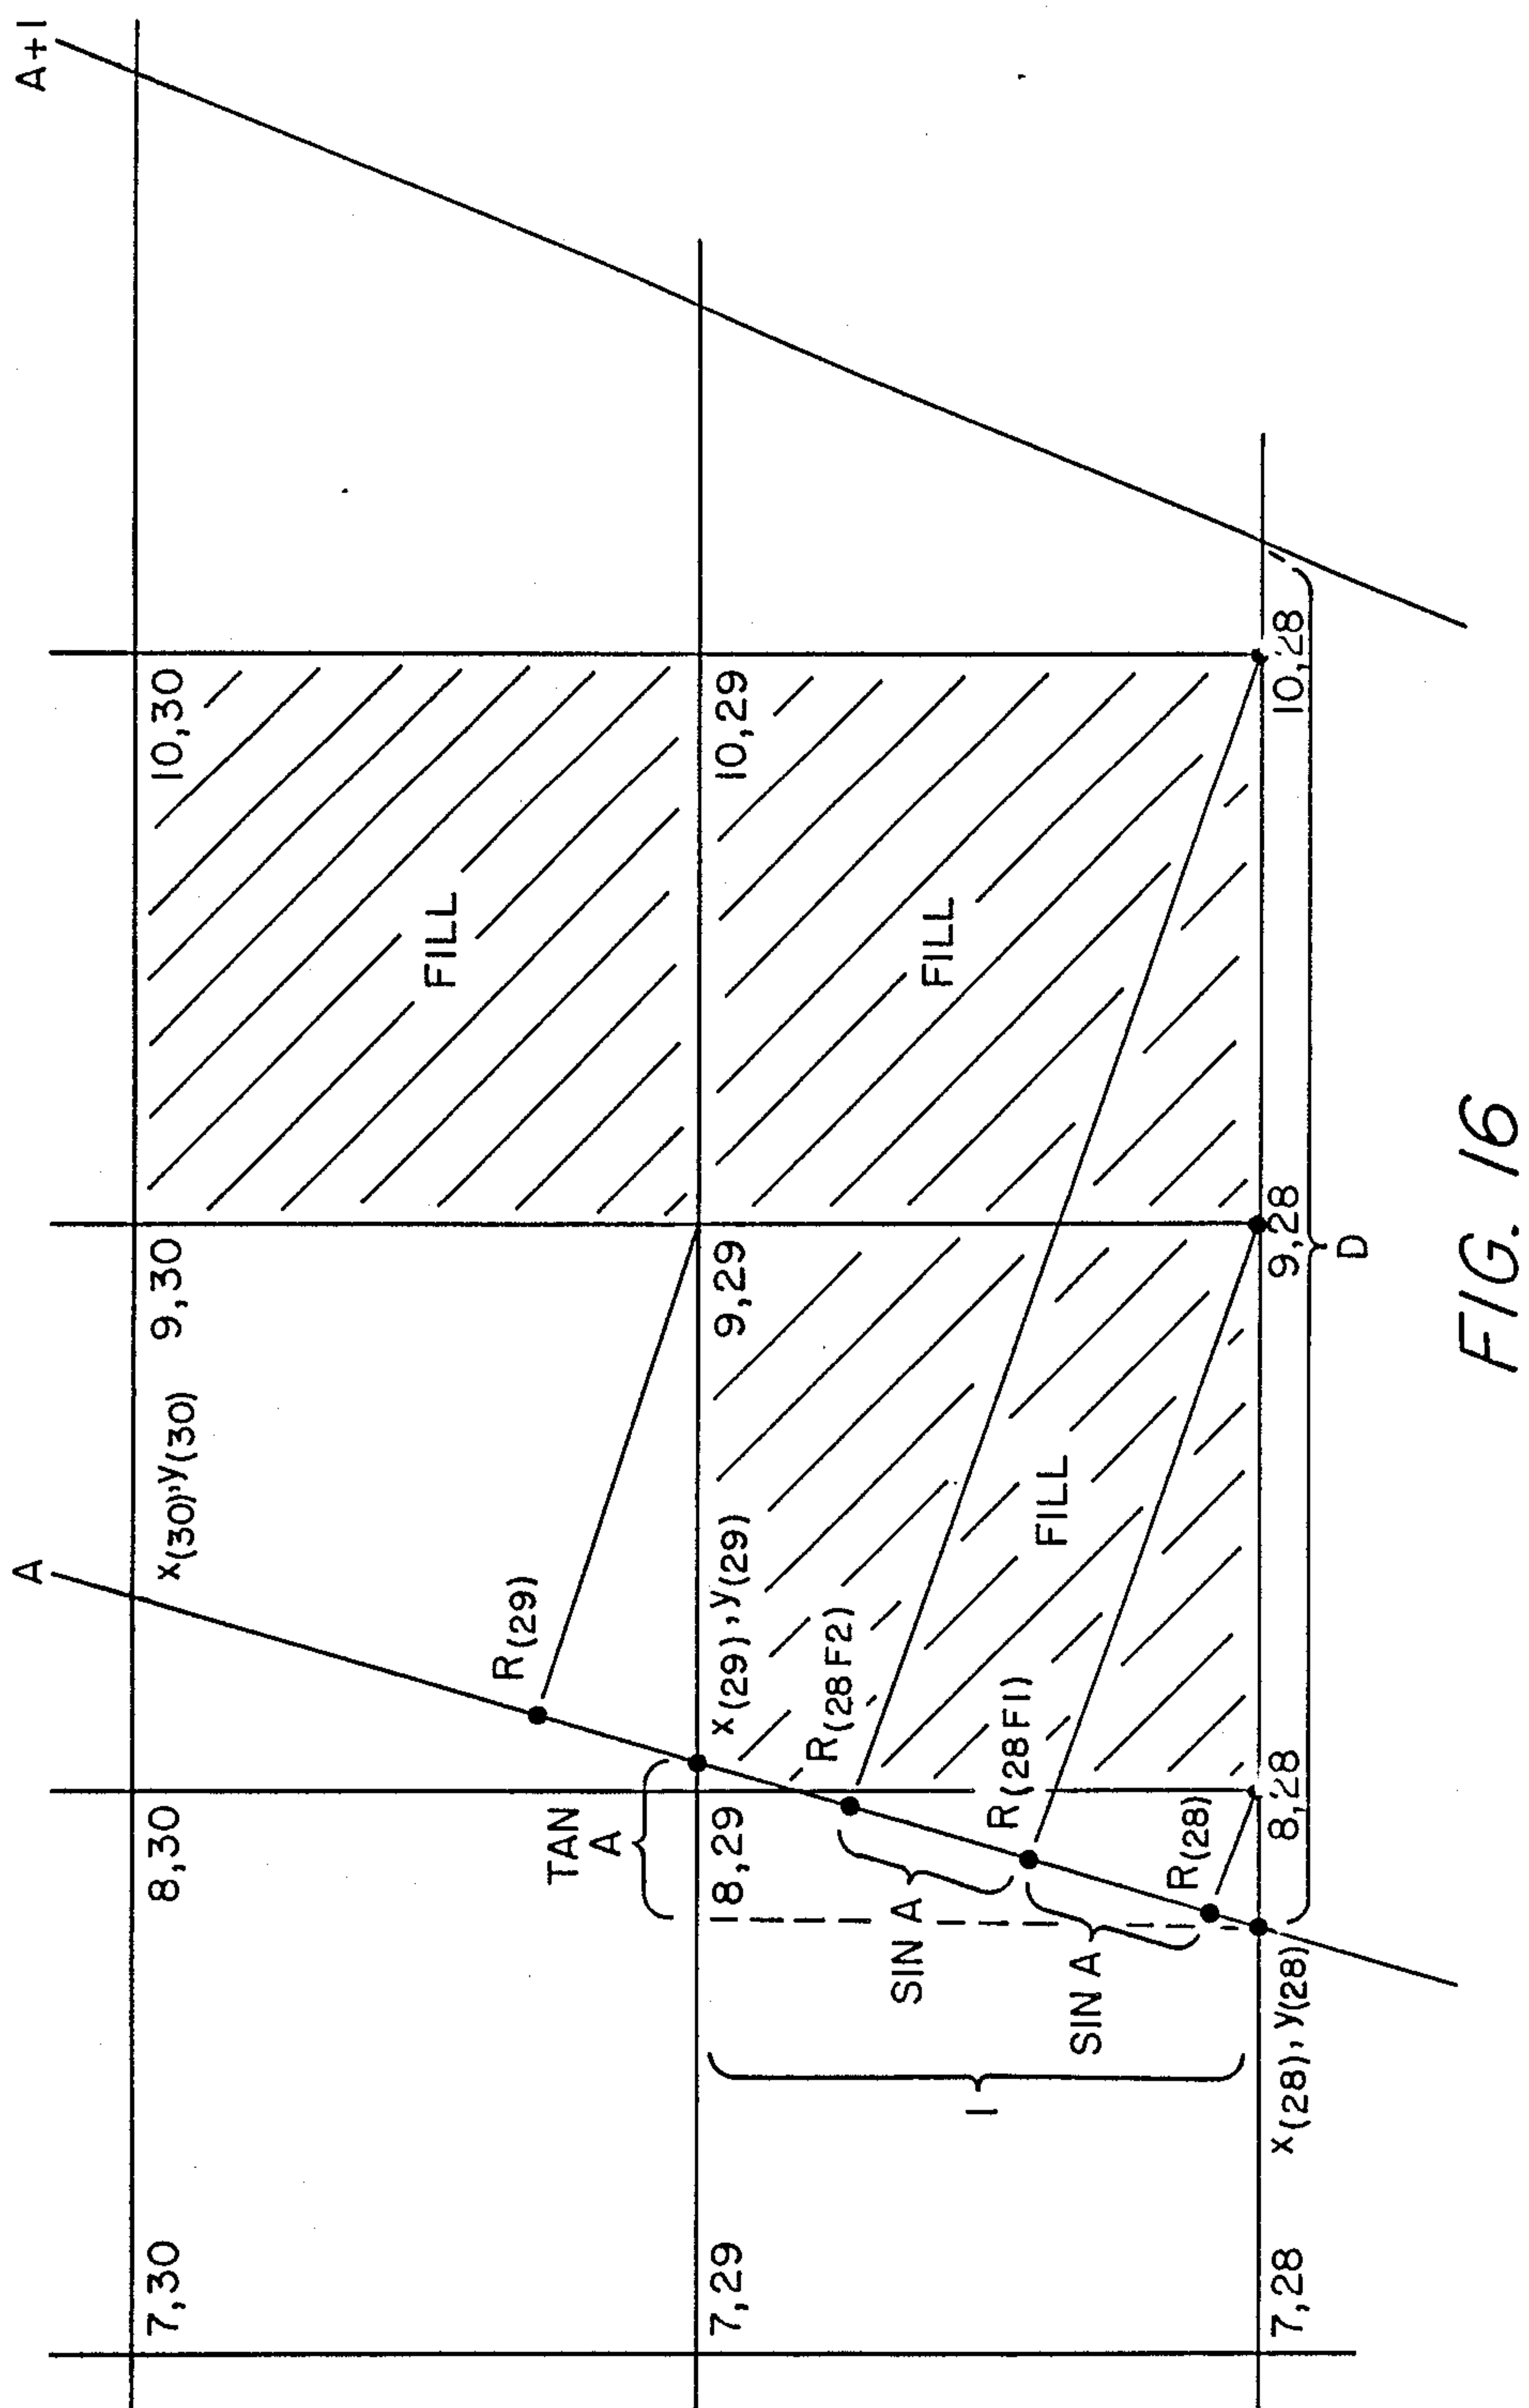 A
A+1
7,30
8,30
X(30),Y(30)
9,30
10,30
FILL
R(29)
TAN
A
7,29
8,29
X(29),Y(29)
9,29
10,29
R(28F2)
FILL
SIN A
R(28F1)
FILL
1
SIN A
R(28)
7,28
X(28),Y(28)
8,28
9,28
10,28
D
FIG. 16